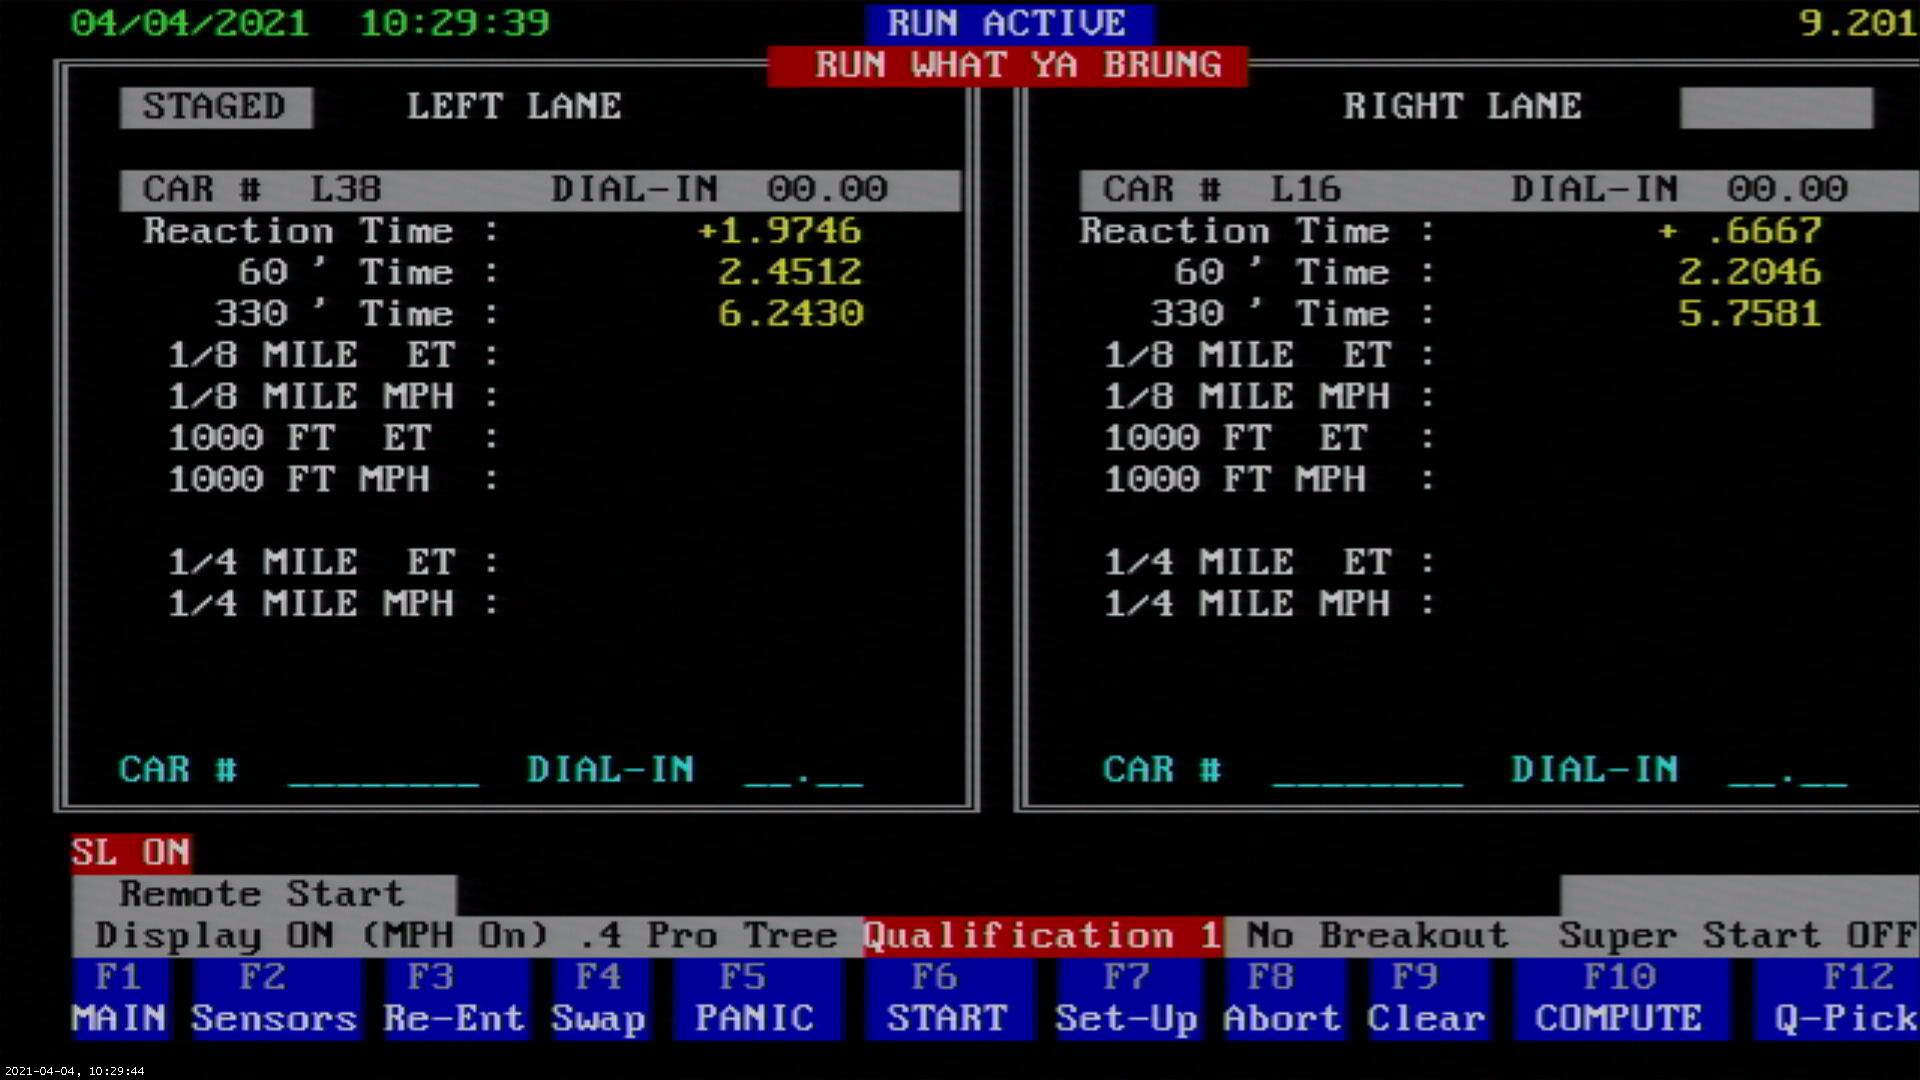 04/04/2021 10:29:39 RUN ACTIVE 9.201
RUN WHAT YA BRUNG
STAGED LEFT LANE RIGHT LANE
CAR # L38 DIAL-IN 00.00 CAR # L16 DIAL-IN 00.00
Reaction Time : +1.9746 Reaction Time : + .6667
60 ' Time : 2.4512 60 ' Time : 2.2046
330 ' Time : 6.2430 330 ' Time : 5.7581
1/8 MILE ET : 1/8 MILE ET :
1/8 MILE MPH : 1/8 MILE MPH :
1000 FT ET : 1000 FT ET :
1000 FT MPH : 1000 FT MPH :
1/4 MILE ET : 1/4 MILE ET :
1/4 MILE MPH : 1/4 MILE MPH :
CAR # ________ DIAL-IN __.__ CAR # ________ DIAL-IN __.__
SL ON
Remote Start
Display ON (MPH On) .4 Pro Tree Qualification 1 No Breakout Super Start OFF
F1 F2 F3 F4 F5 F6 F7 F8 F9 F10 F12
MAIN Sensors Re-Ent Swap PANIC START Set-Up Abort Clear COMPUTE Q-Pick
2021-04-04, 10:29:44